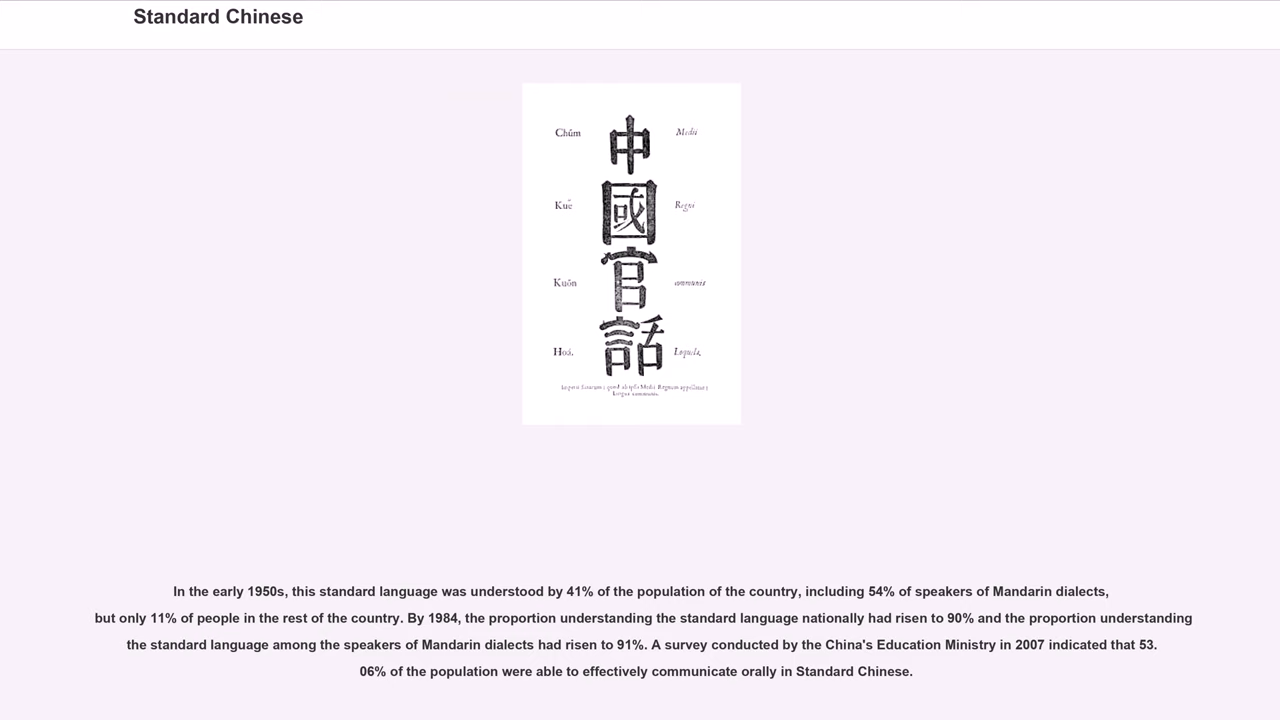 Standard Chinese
Chûm 中 Medii
Kuĕ 國 Regni
Kuōn 官 communis
Hoá. 話 Loquela,
In the early 1950s, this standard language was understood by 41% of the population of the country, including 54% of speakers of Mandarin dialects,
but only 11% of people in the rest of the country. By 1984, the proportion understanding the standard language nationally had risen to 90% and the proportion understanding
the standard language among the speakers of Mandarin dialects had risen to 91%. A survey conducted by the China's Education Ministry in 2007 indicated that 53.
06% of the population were able to effectively communicate orally in Standard Chinese.